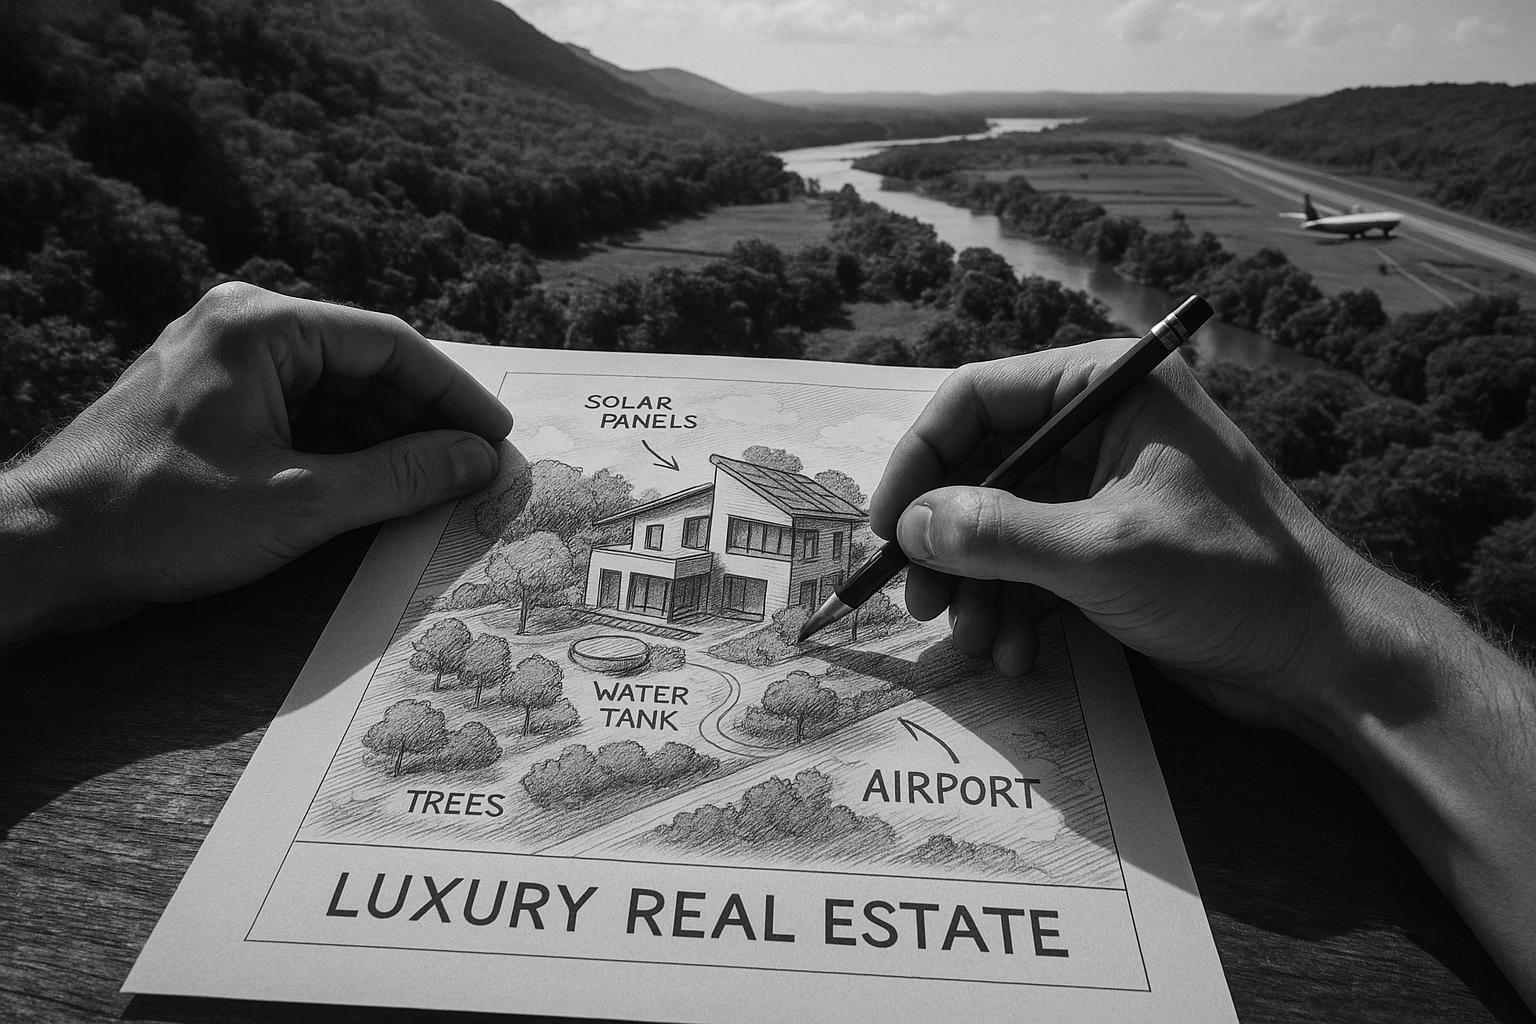 SOLAR
PANELS
WATER
TANK
AIRPORT
TREES
LUXURY REAL ESTATE